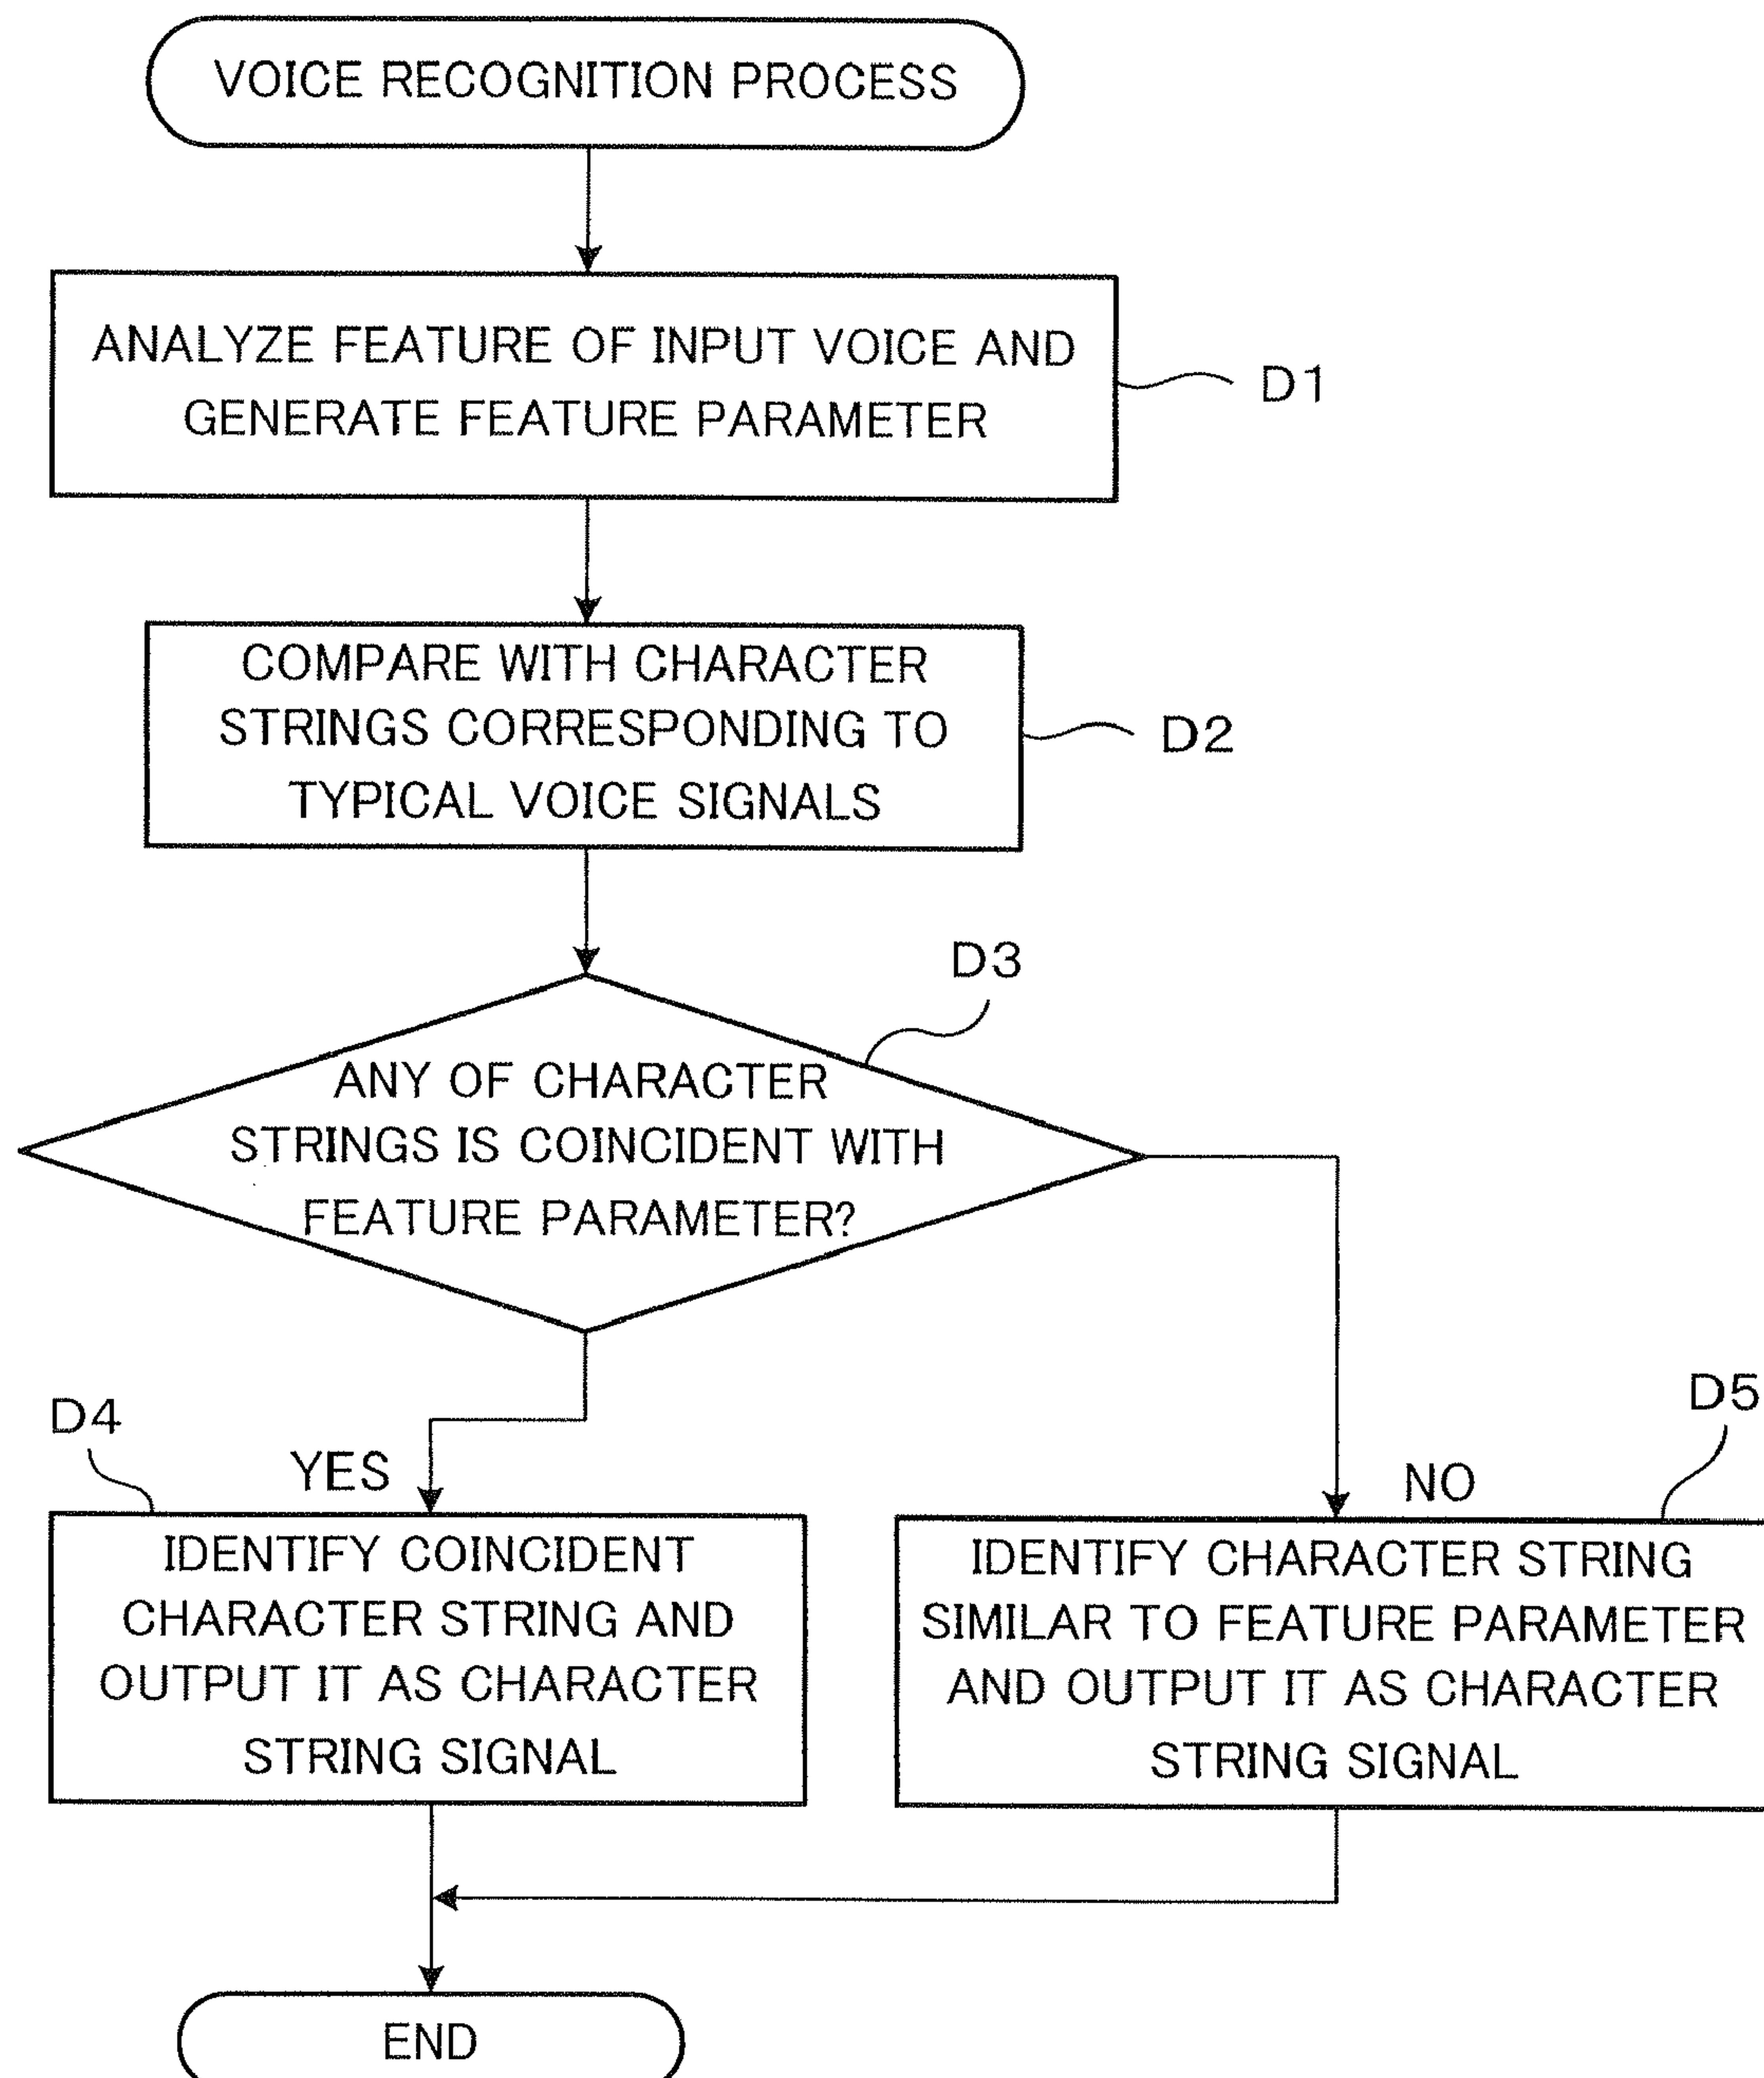 VOICE RECOGNITION PROCESS
ANALYZE FEATURE OF INPUT VOICE AND
GENERATE FEATURE PARAMETER
D1
COMPARE WITH CHARACTER
STRINGS CORRESPONDING TO
TYPICAL VOICE SIGNALS
D2
D3
ANY OF CHARACTER
STRINGS IS COINCIDENT WITH
FEATURE PARAMETER?
D4
YES
IDENTIFY COINCIDENT
CHARACTER STRING AND
OUTPUT IT AS CHARACTER
STRING SIGNAL
D5
NO
IDENTIFY CHARACTER STRING
SIMILAR TO FEATURE PARAMETER
AND OUTPUT IT AS CHARACTER
STRING SIGNAL
END